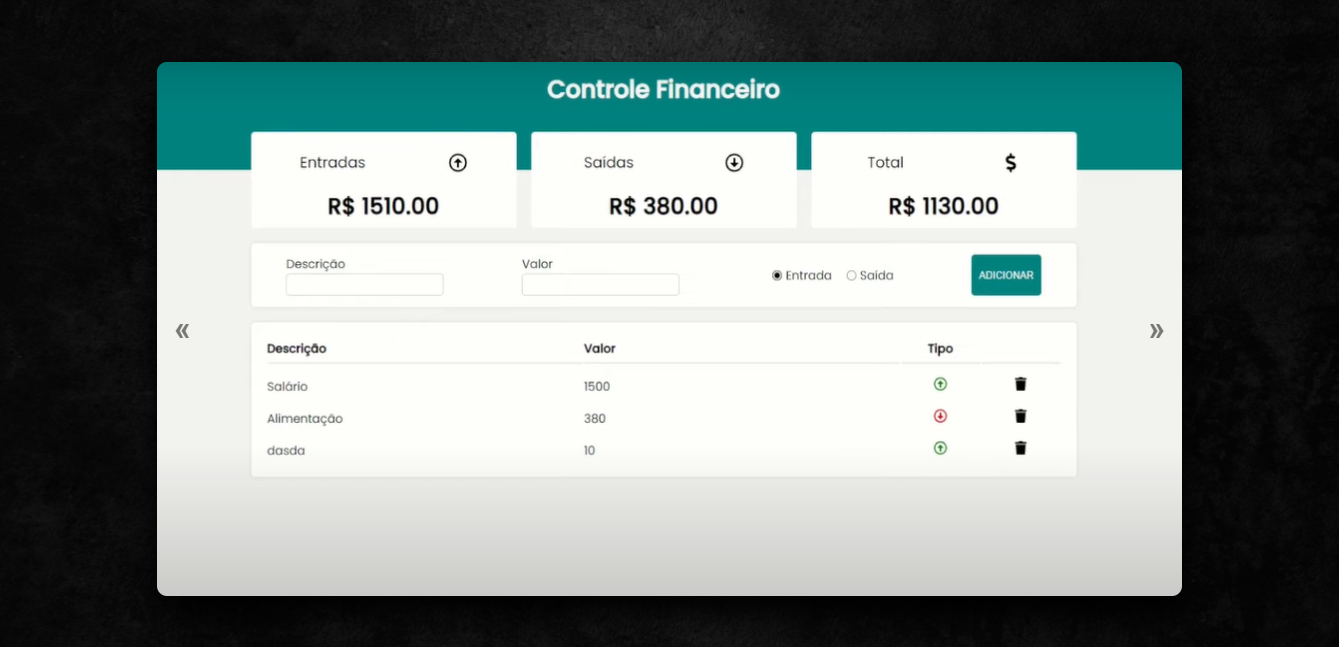 Controle Financeiro
Entradas Saídas Total $
R$ 1510.00 R$ 380.00 R$ 1130.00
Descrição Valor
Entrada Saída ADICIONAR
« »
Descrição Valor Tipo
Salário 1500
Alimentação 380
dasda 10